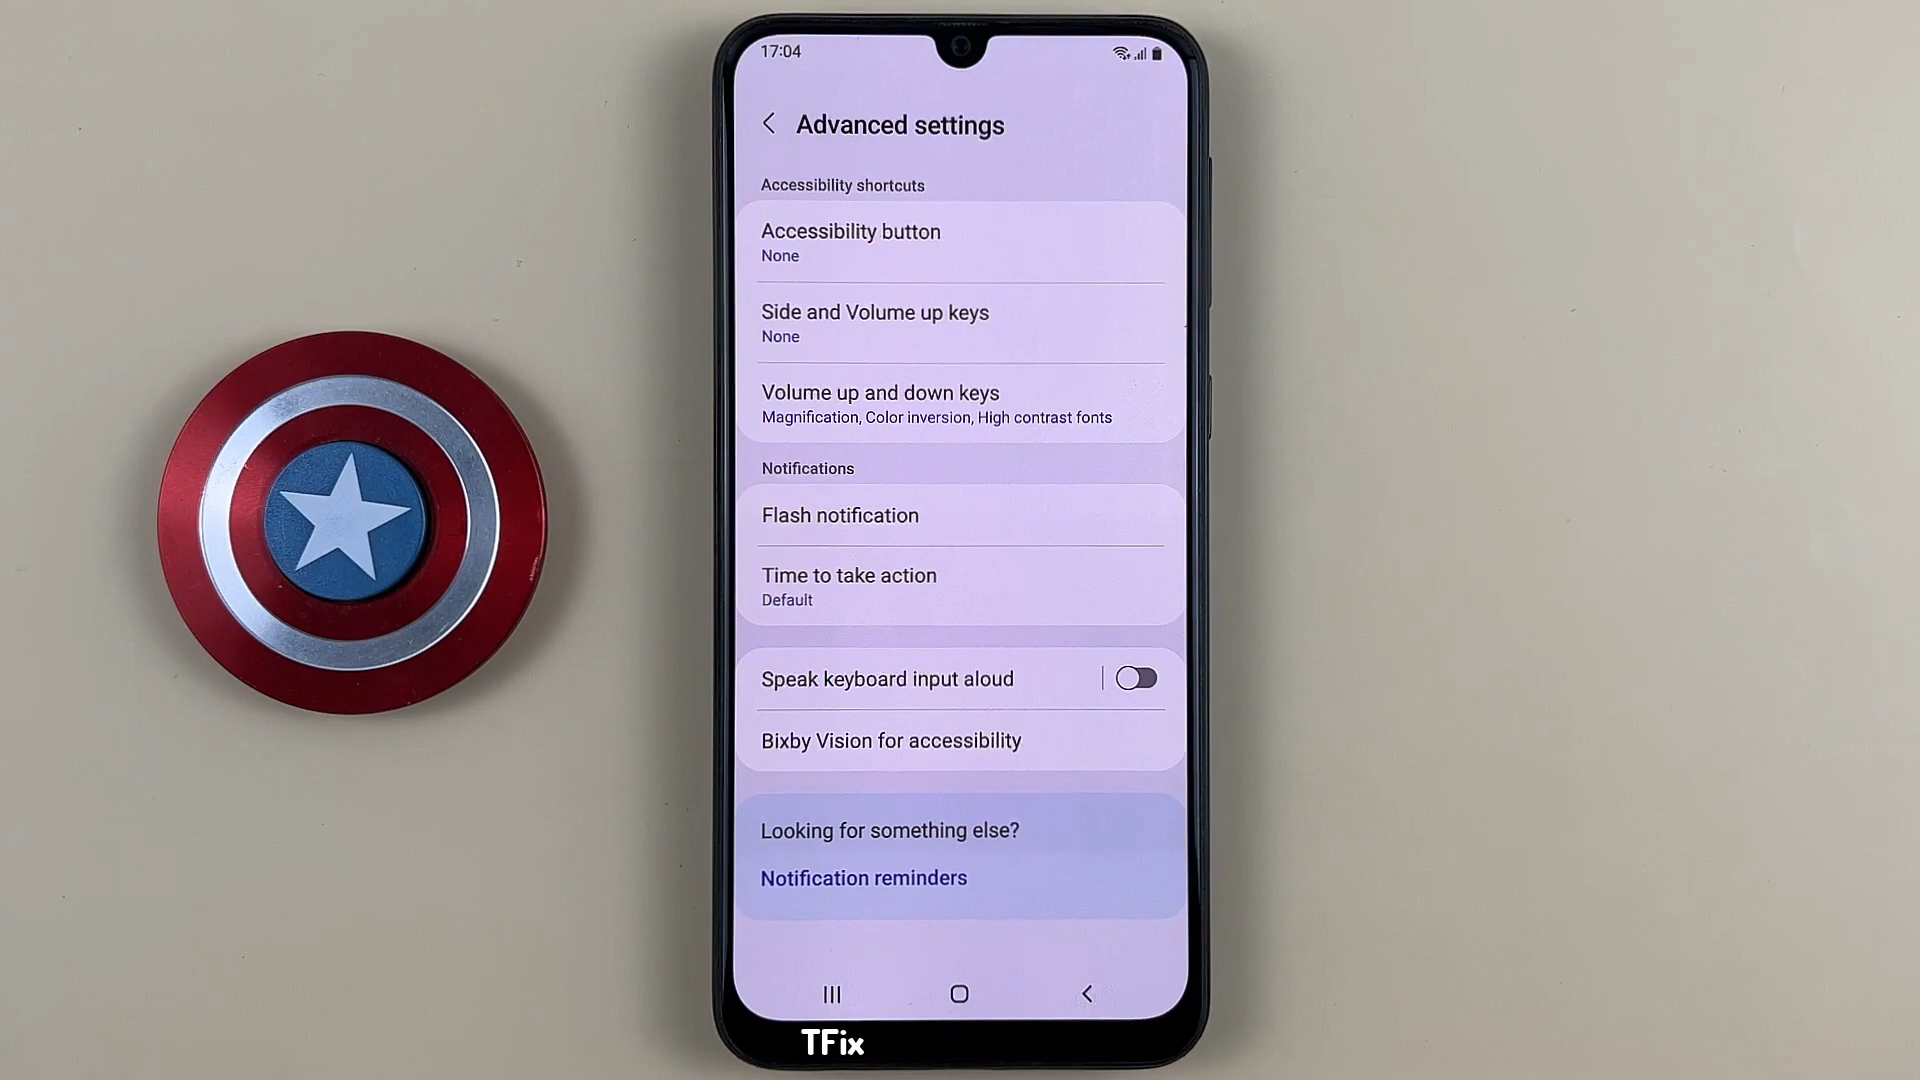 17:04
Advanced settings
Accessibility shortcuts
Accessibility button
None
Side and Volume up keys
None
Volume up and down keys
Magnification, Color inversion, High contrast fonts
Notifications
Flash notification
Time to take action
Default
Speak keyboard input aloud
Bixby Vision for accessibility
Looking for something else?
Notification reminders
TFix